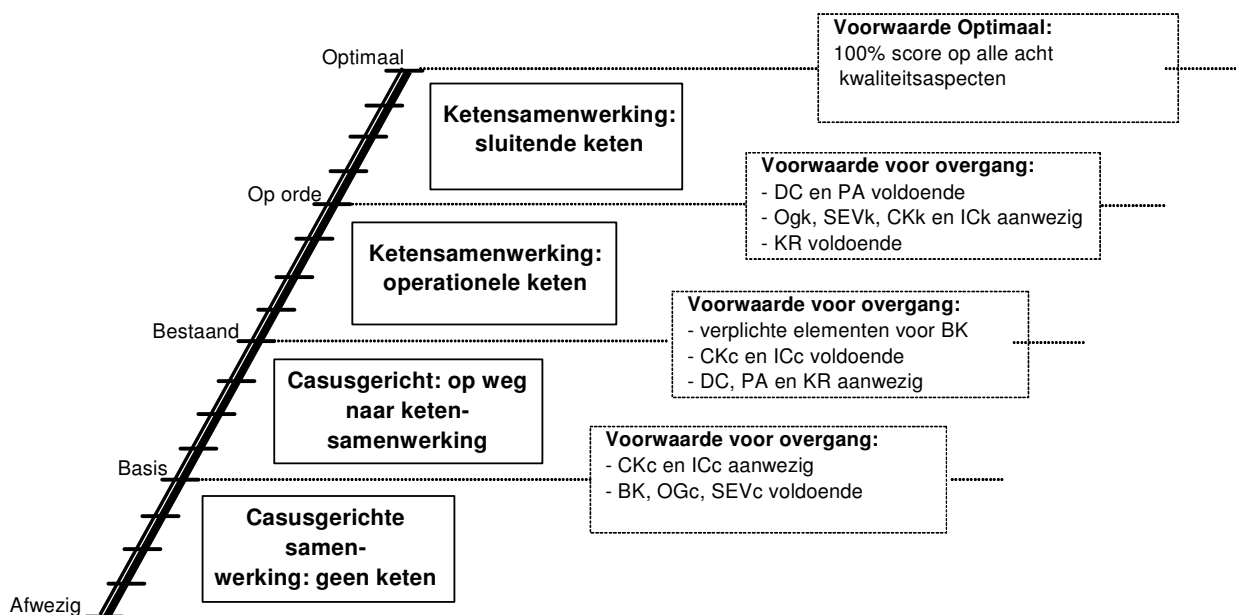 Optimaal
Voorwaarde Optimaal:
100% score op alle acht
kwaliteitsaspecten
Ketensamenwerking:
sluitende keten
Op orde
Voorwaarde voor overgang:
- DC en PA voldoende
- Ogk, SEVk, CKk en ICk aanwezig
- KR voldoende
Ketensamenwerking:
operationele keten
Bestaand
Voorwaarde voor overgang:
- verplichte elementen voor BK
- CKc en ICc voldoende
- DC, PA en KR aanwezig
Casusgericht: op weg
naar keten-
samenwerking
Basis
Voorwaarde voor overgang:
- CKc en ICc aanwezig
- BK, OGc, SEVc voldoende
Casusgerichte
samen-
werking: geen keten
Afwezig